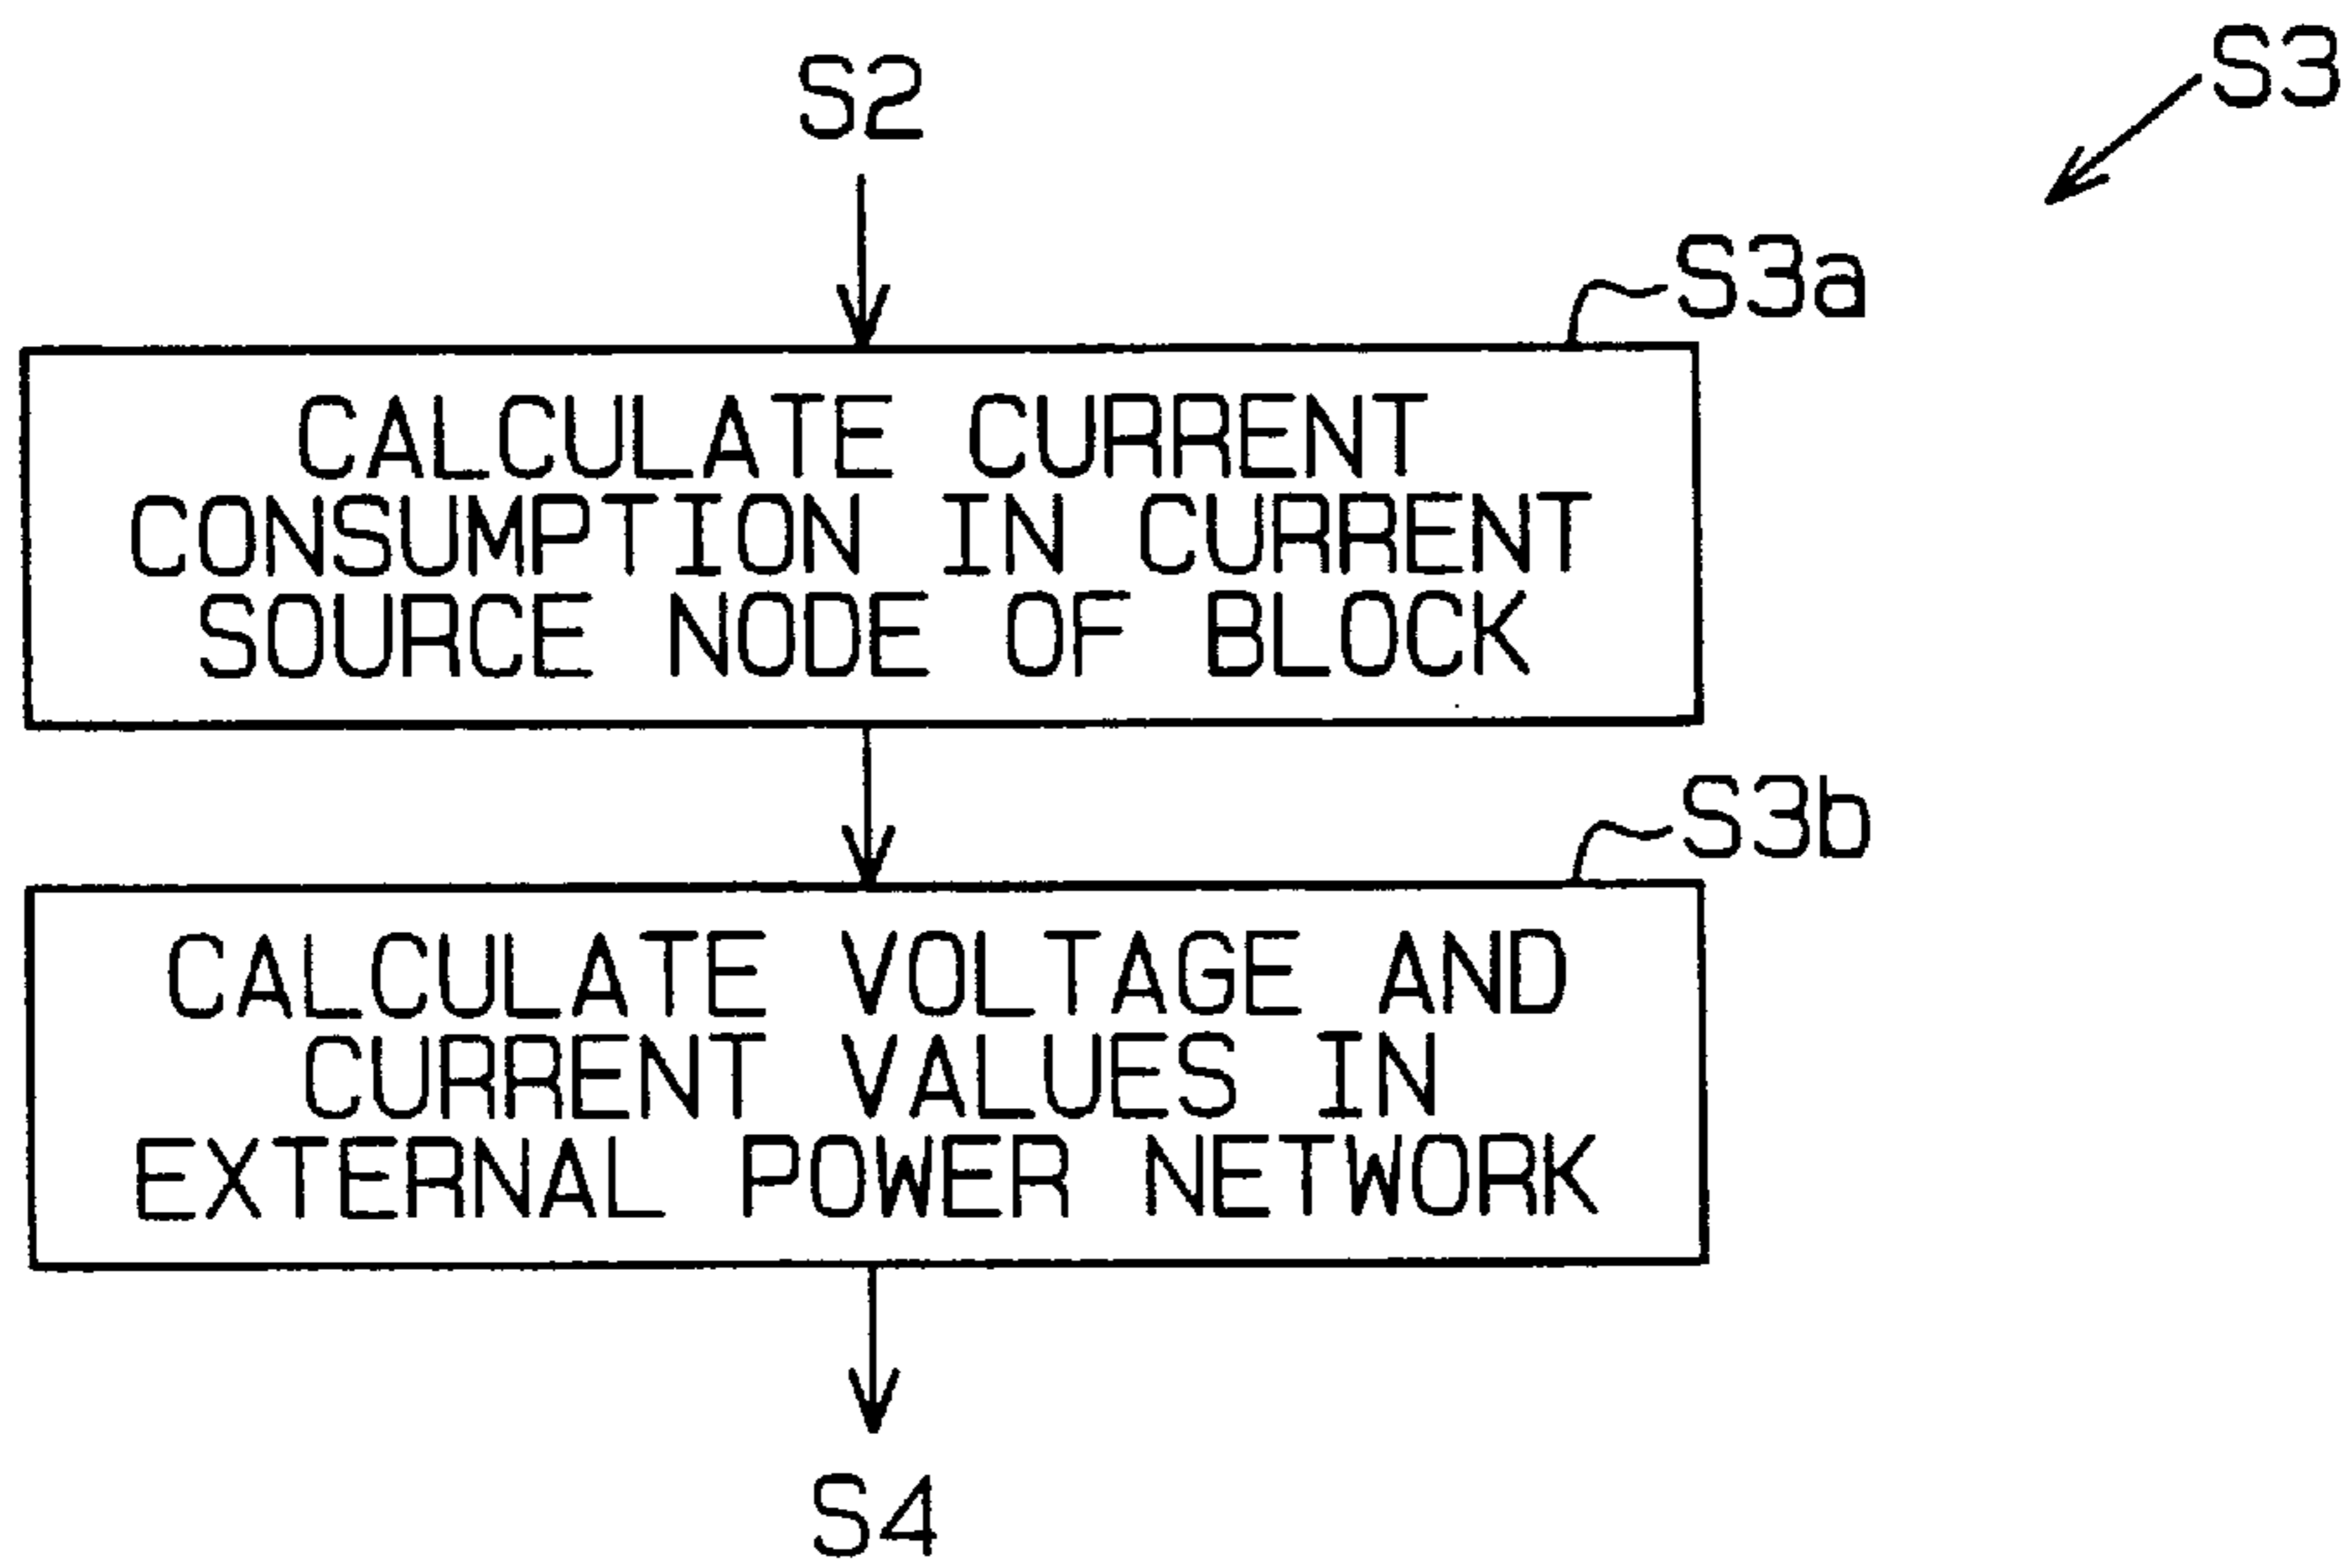 S3
S2
S3a
CALCULATE CURRENT
CONSUMPTION IN CURRENT
SOURCE NODE OF BLOCK
S3b
CALCULATE VOLTAGE AND
CURRENT VALUES IN
EXTERNAL POWER NETWORK
S4